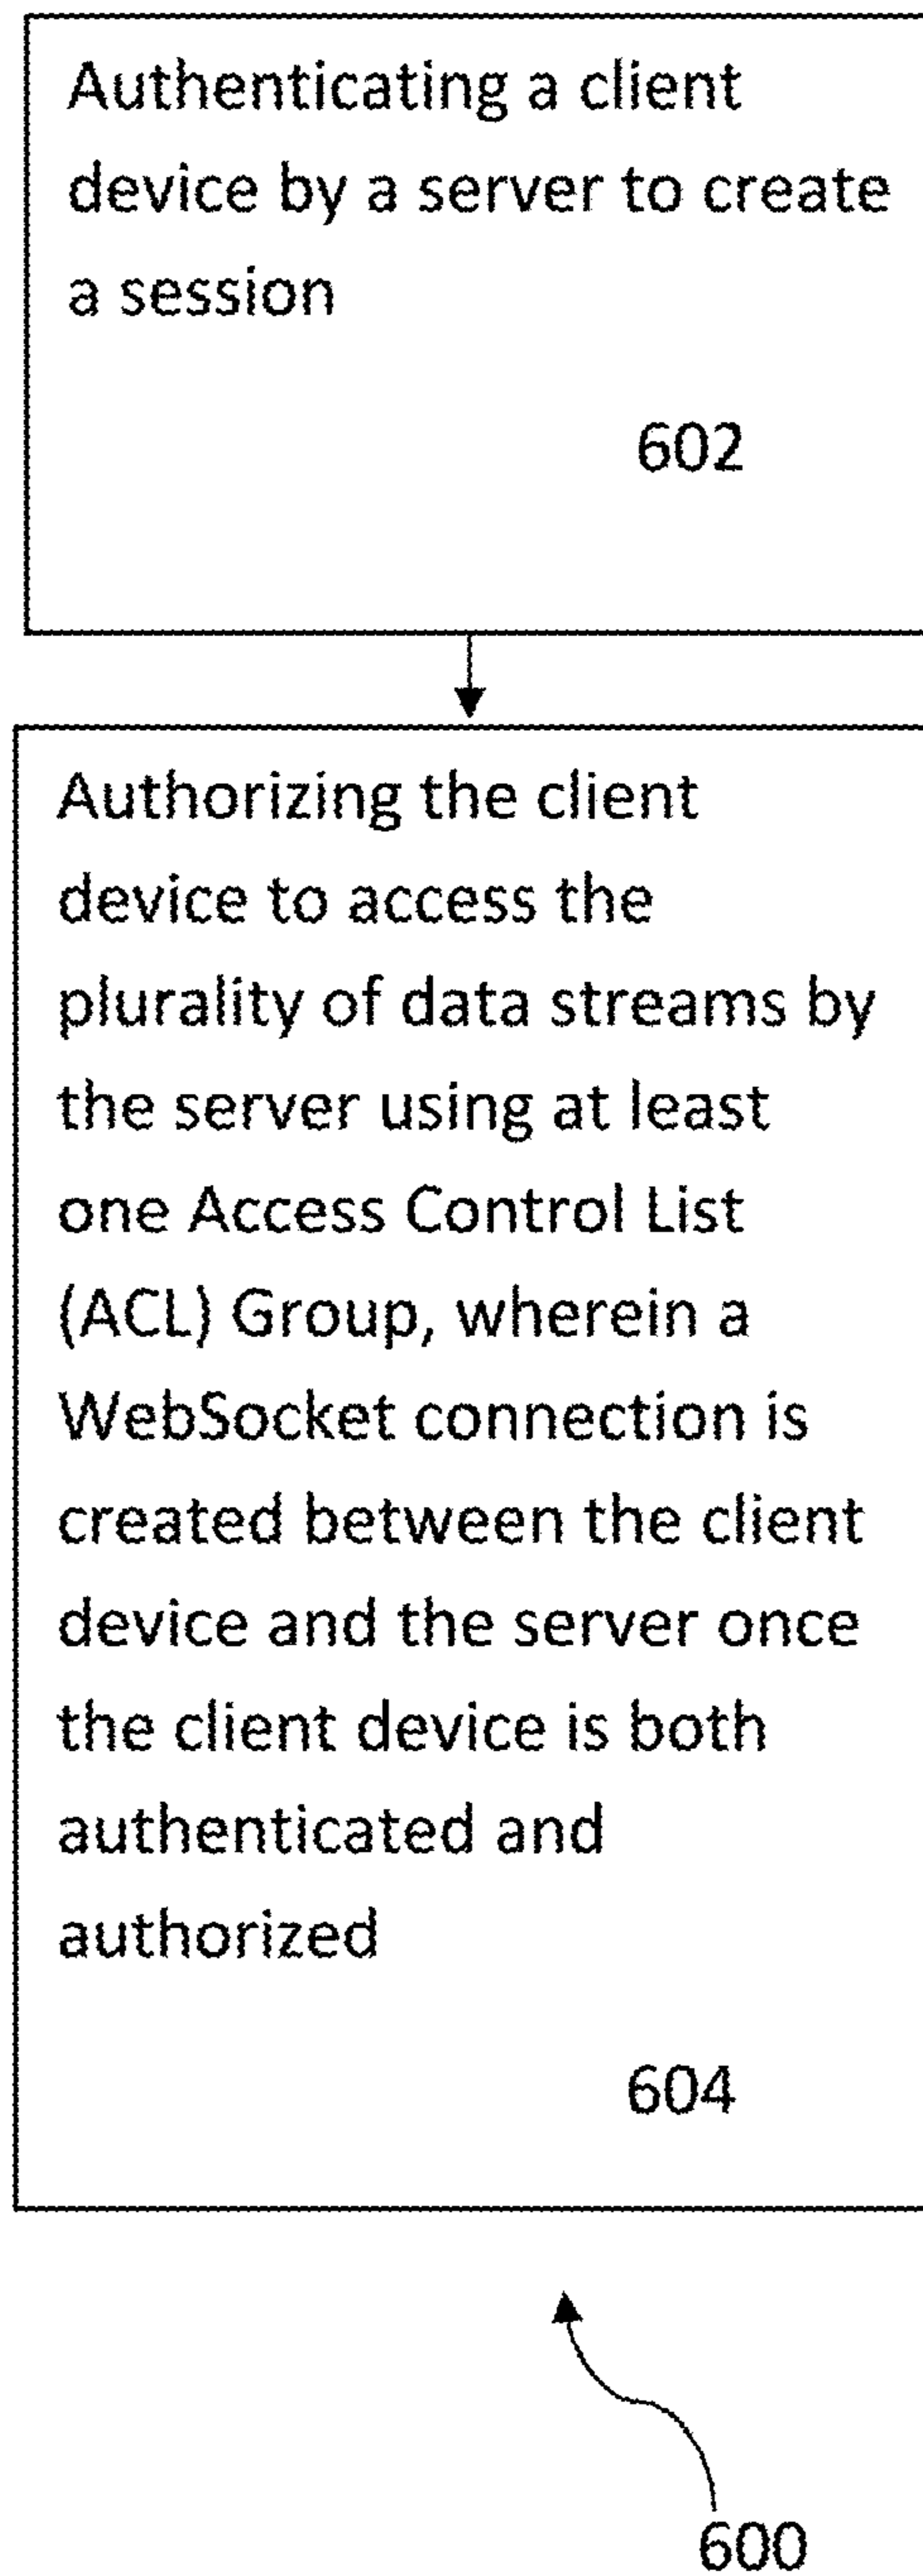 Authenticating a client
device by a server to create
a session
602
Authorizing the client
device to access the
plurality of data streams by
the server using at least
one Access Control List
(ACL) Group, wherein a
WebSocket connection is
created between the client
device and the server once
the client device is both
authenticated and
authorized
604
600